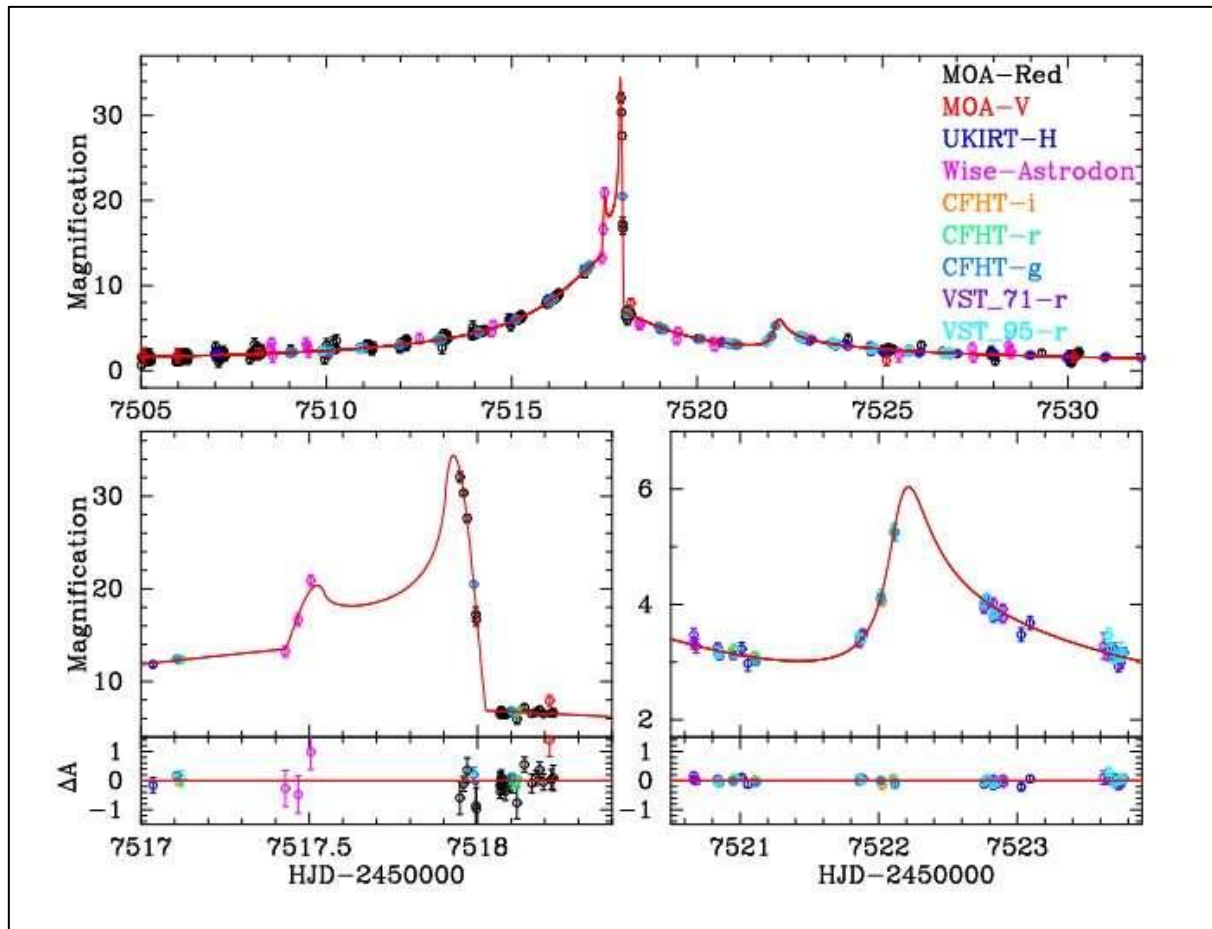 Magnification
30
20
10
0
MOA-Red
MOA-V
UKIRT-H
Wise-Astrodon
CFHT-i
CFHT-r
CFHT-g
VST_71-r
VST_95-r
7505
7510
7515
7520
7525
7530
Magnification
30
20
10
6
4
2
ΔA
1
0
-1
1
0
-1
7517
7517.5
7518
HJD-2450000
7521
7522
7523
HJD-2450000